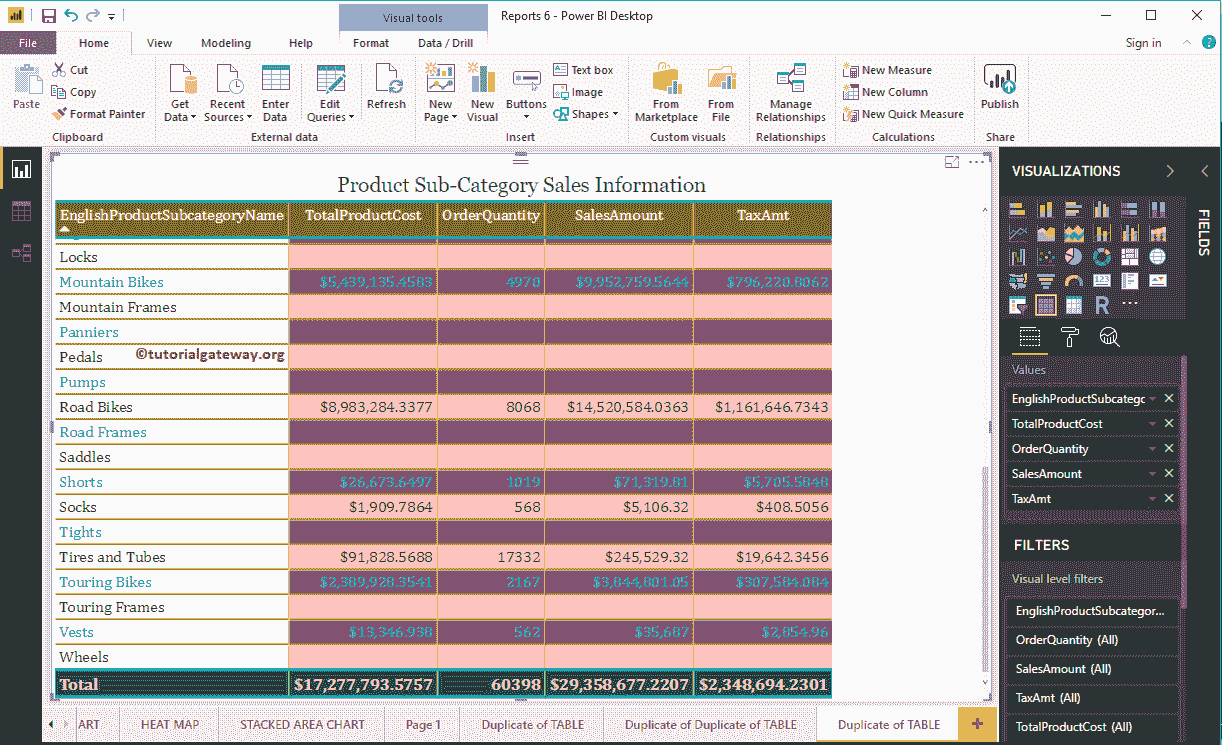 Visual tools
Reports 6 - Power BI Desktop
File
Home
View
Modeling
Help
Format
Data / Drill
Sign in
?
Paste
Cut
Copy
Format Painter
Clipboard
Get
Data
Recent
Sources
Enter
Data
Edit
Queries
External data
Refresh
New
Page
New
Visual
Buttons
Text box
Image
Shapes
Insert
From
Marketplace
From
File
Custom visuals
Manage
Relationships
Relationships
New Measure
New Column
New Quick Measure
Calculations
Publish
Share
Product Sub-Category Sales Information
EnglishProductSubcategoryName TotalProductCost OrderQuantity SalesAmount TaxAmt
Locks
Mountain Bikes $5,439,135.4583 4970 $9,952,759.5644 $796,220.8062
Mountain Frames
Panniers
Pedals
©tutorialgateway.org
Pumps
Road Bikes $8,983,284.3377 8068 $14,520,584.0363 $1,161,646.7343
Road Frames
Saddles
Shorts $26,673.6497 1019 $71,319.81 $5,705.5848
Socks $1,909.7864 568 $5,106.32 $408.5056
Tights
Tires and Tubes $91,828.5688 17332 $245,529.32 $19,642.3456
Touring Bikes $2,389,928.3541 2167 $3,844,801.05 $307,584.084
Touring Frames
Vests $13,346.938 562 $35,687 $2,854.96
Wheels
Total $17,277,793.5757 60398 $29,358,677.2207 $2,348,694.2301
VISUALIZATIONS
FIELDS
123
R
Values
EnglishProductSubcatego
TotalProductCost
OrderQuantity
SalesAmount
TaxAmt
FILTERS
Visual level filters
EnglishProductSubcategor...
OrderQuantity (All)
SalesAmount (All)
TaxAmt (All)
TotalProductCost (All)
ART
HEAT MAP
STACKED AREA CHART
Page 1
Duplicate of TABLE
Duplicate of Duplicate of TABLE
Duplicate of TABLE
+